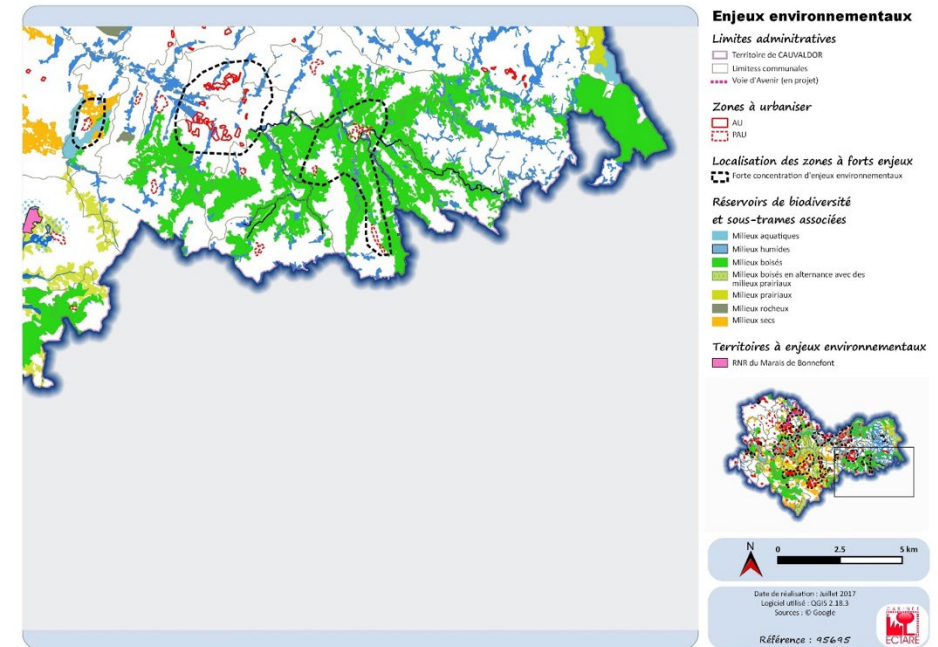 Enjeux environnementaux
Limites adminitratives
Territoire de CAUVALDOR
Limitess communales
Voie d'Avenir (en projet)
Zones à urbaniser
AU
PAU
Localisation des zones à forts enjeux
Forte concentration d'enjeux environnementaux
Réservoirs de biodiversité
et sous-trames associées
Milieux aquatiques
Milieux humides
Milieux boisés
Milieux boisés en alternance avec des
milieux prairiaux
Milieux prairiaux
Milieux rocheux
Milieux secs
Territoires à enjeux environnementaux
RNR du Marais de Bonnefont
N
0 2.5 5 km
Date de réalisation : Juillet 2017
Logiciel utilisé : QGIS 2.18.3
Sources : © Google
Référence : 95695
CABINET
ECTARE